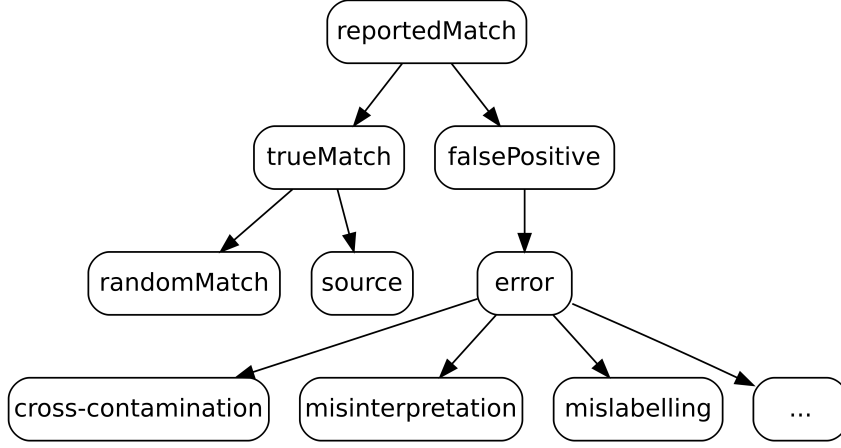 reportedMatch
trueMatch
falsePositive
randomMatch
source
error
cross-contamination
misinterpretation
mislabelling
...